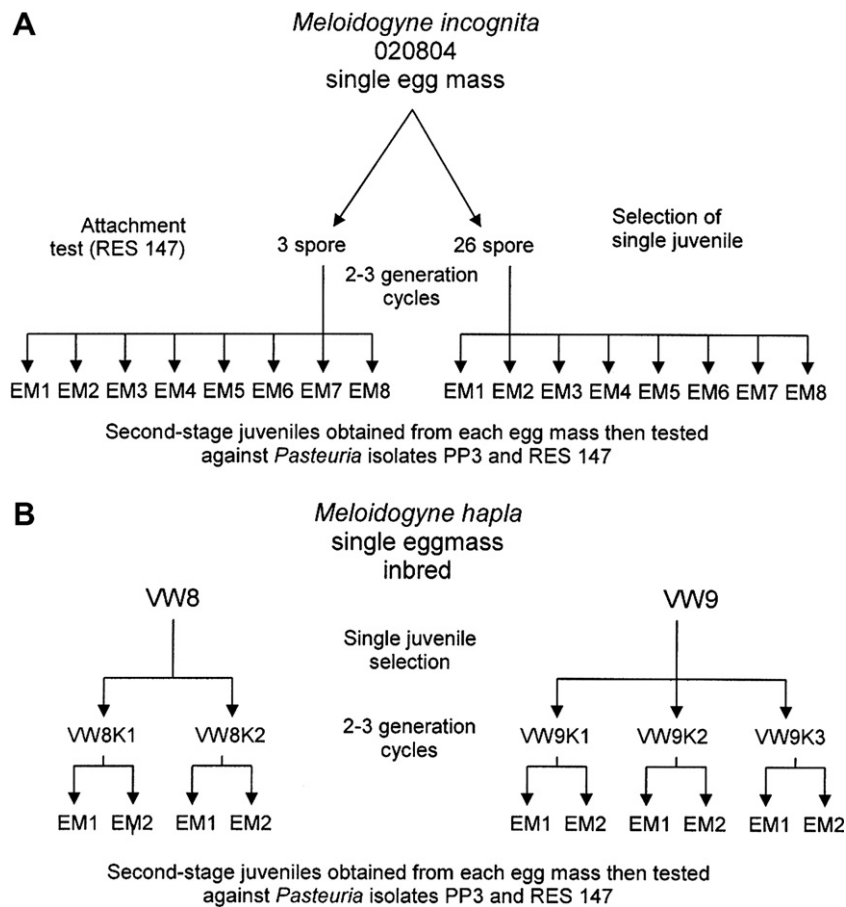 A
Meloidogyne incognita
020804
single egg mass
Attachment
test (RES 147)
3 spore
26 spore
Selection of
single juvenile
2-3 generation
cycles
EM1 EM2 EM3 EM4 EM5 EM6 EM7 EM8
EM1 EM2 EM3 EM4 EM5 EM6 EM7 EM8
Second-stage juveniles obtained from each egg mass then tested
against Pasteuria isolates PP3 and RES 147
B
Meloidogyne hapla
single eggmass
inbred
VW8
VW9
Single juvenile
selection
VW8K1 VW8K2
2-3 generation
cycles
VW9K1 VW9K2 VW9K3
EM1 EM2 EM1 EM2
EM1 EM2 EM1 EM2 EM1 EM2
Second-stage juveniles obtained from each egg mass then tested
against Pasteuria isolates PP3 and RES 147